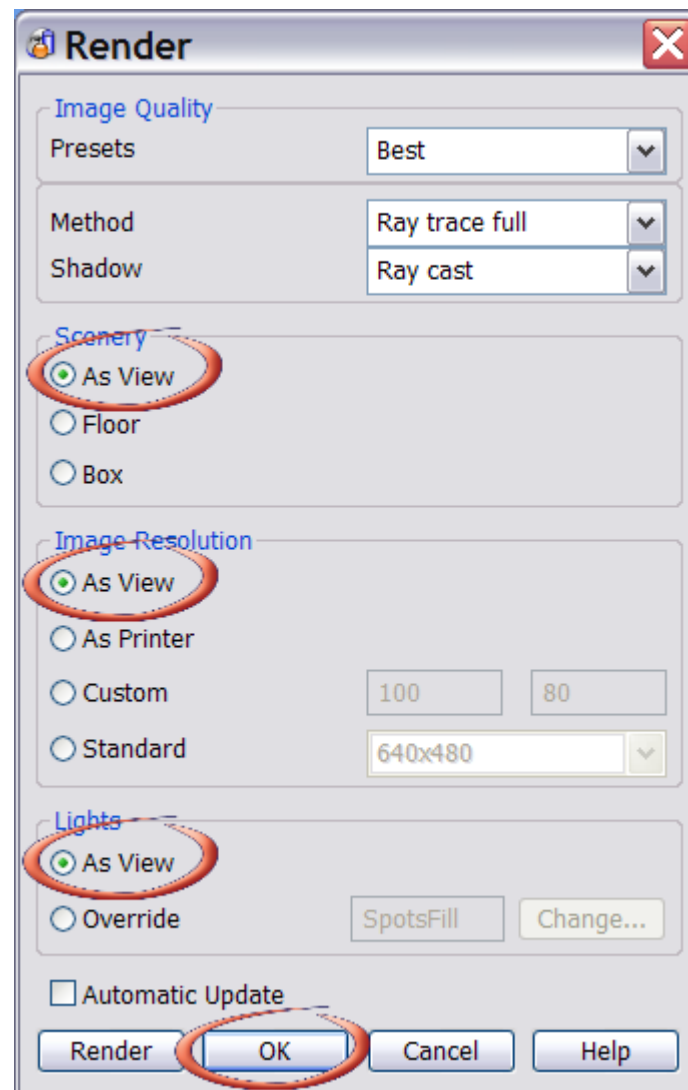 Render
Image Quality
Presets Best
Method Ray trace full
Shadow Ray cast
Scenery
As View
Floor
Box
Image Resolution
As View
As Printer
Custom 100 80
Standard 640x480
Lights
As View
Override SpotsFill Change...
Automatic Update
Render OK Cancel Help